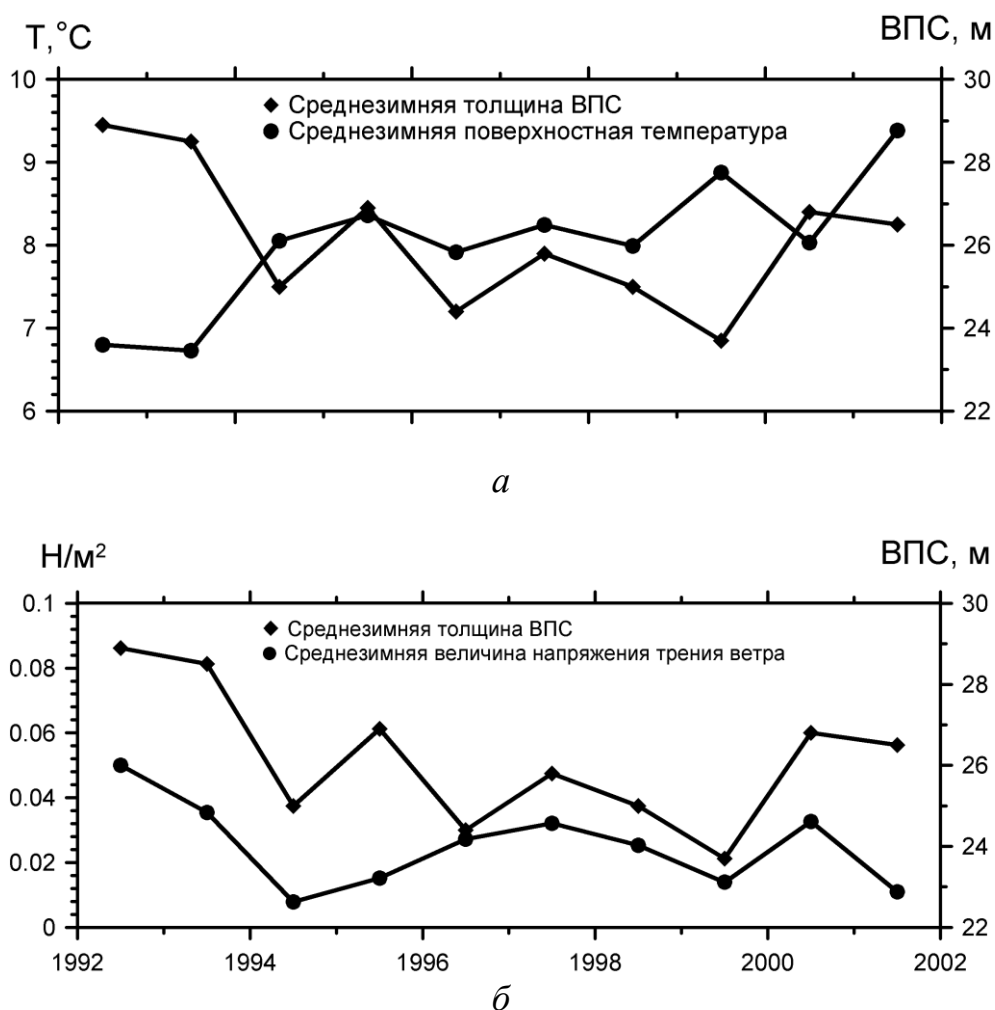 T,°C
ВПС, м
10
9
8
7
6
30
28
26
24
22
Среднезимняя толщина ВПС
Среднезимняя поверхностная температура
а
Н/м²
ВПС, м
0.1
0.08
0.06
0.04
0.02
0
30
28
26
24
22
Среднезимняя толщина ВПС
Среднезимняя величина напряжения трения ветра
1992 1994 1996 1998 2000 2002
б